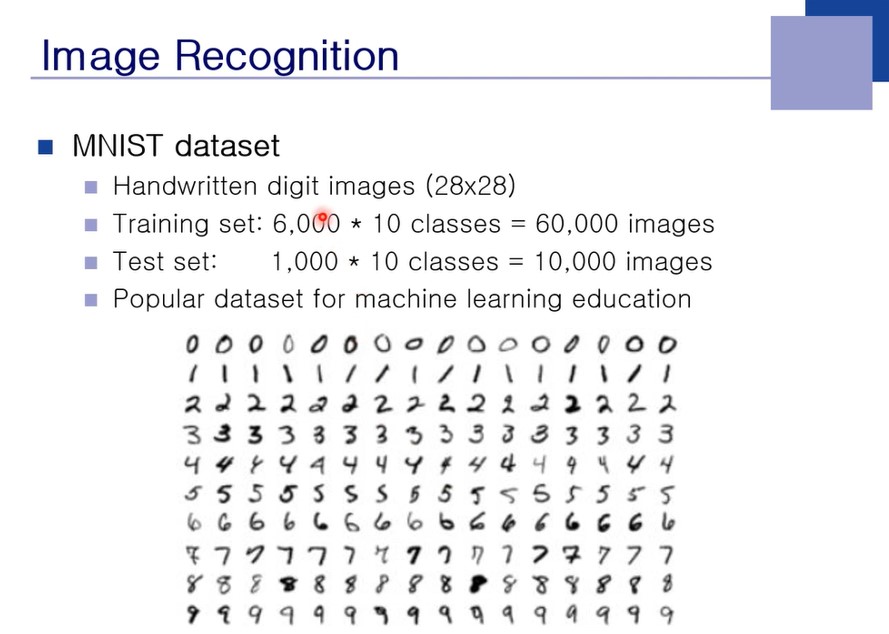 Image Recognition
MNIST dataset
Handwritten digit images (28x28)
Training set: 6,000 * 10 classes = 60,000 images
Test set: 1,000 * 10 classes = 10,000 images
Popular dataset for machine learning education
0 0 0 0 0 0 0 0 0 0 0 0 0 0 0 0
1 1 1 1 1 1 1 1 1 1 1 1 1 1 1 1
2 2 2 2 2 2 2 2 2 2 2 2 2 2 2 2
3 3 3 3 3 3 3 3 3 3 3 3 3 3 3 3
4 4 4 4 4 4 4 4 4 4 4 4 4 4 4 4
5 5 5 5 5 5 5 5 5 5 5 5 5 5 5 5
6 6 6 6 6 6 6 6 6 6 6 6 6 6 6 6
7 7 7 7 7 7 7 7 7 7 7 7 7 7 7 7
8 8 8 8 8 8 8 8 8 8 8 8 8 8 8 8
9 9 9 9 9 9 9 9 9 9 9 9 9 9 9 9